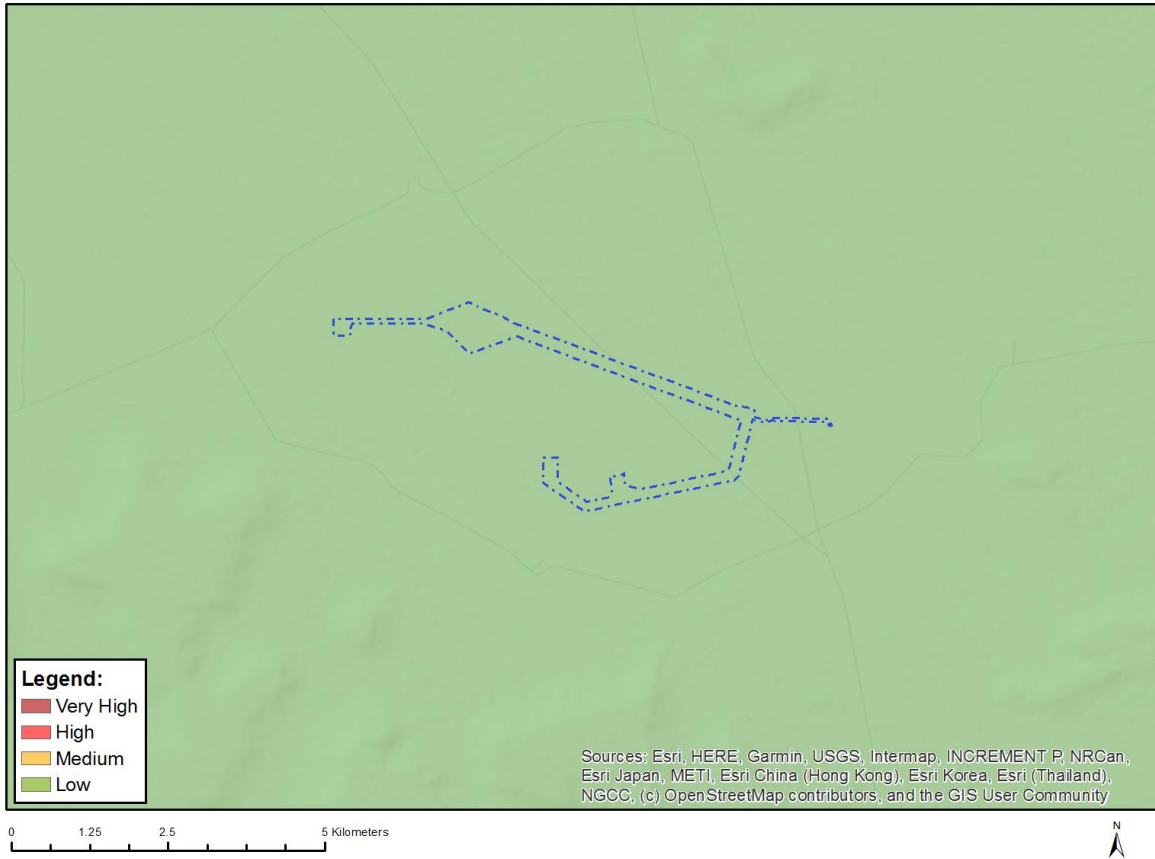 Legend:
Very High
High
Medium
Low
Sources: Esri, HERE, Garmin, USGS, Intermap, INCREMENT P, NRCan,
Esri Japan, METI, Esri China (Hong Kong), Esri Korea, Esri (Thailand),
NGCC, (c) OpenStreetMap contributors, and the GIS User Community
0 1.25 2.5 5 Kilometers
N